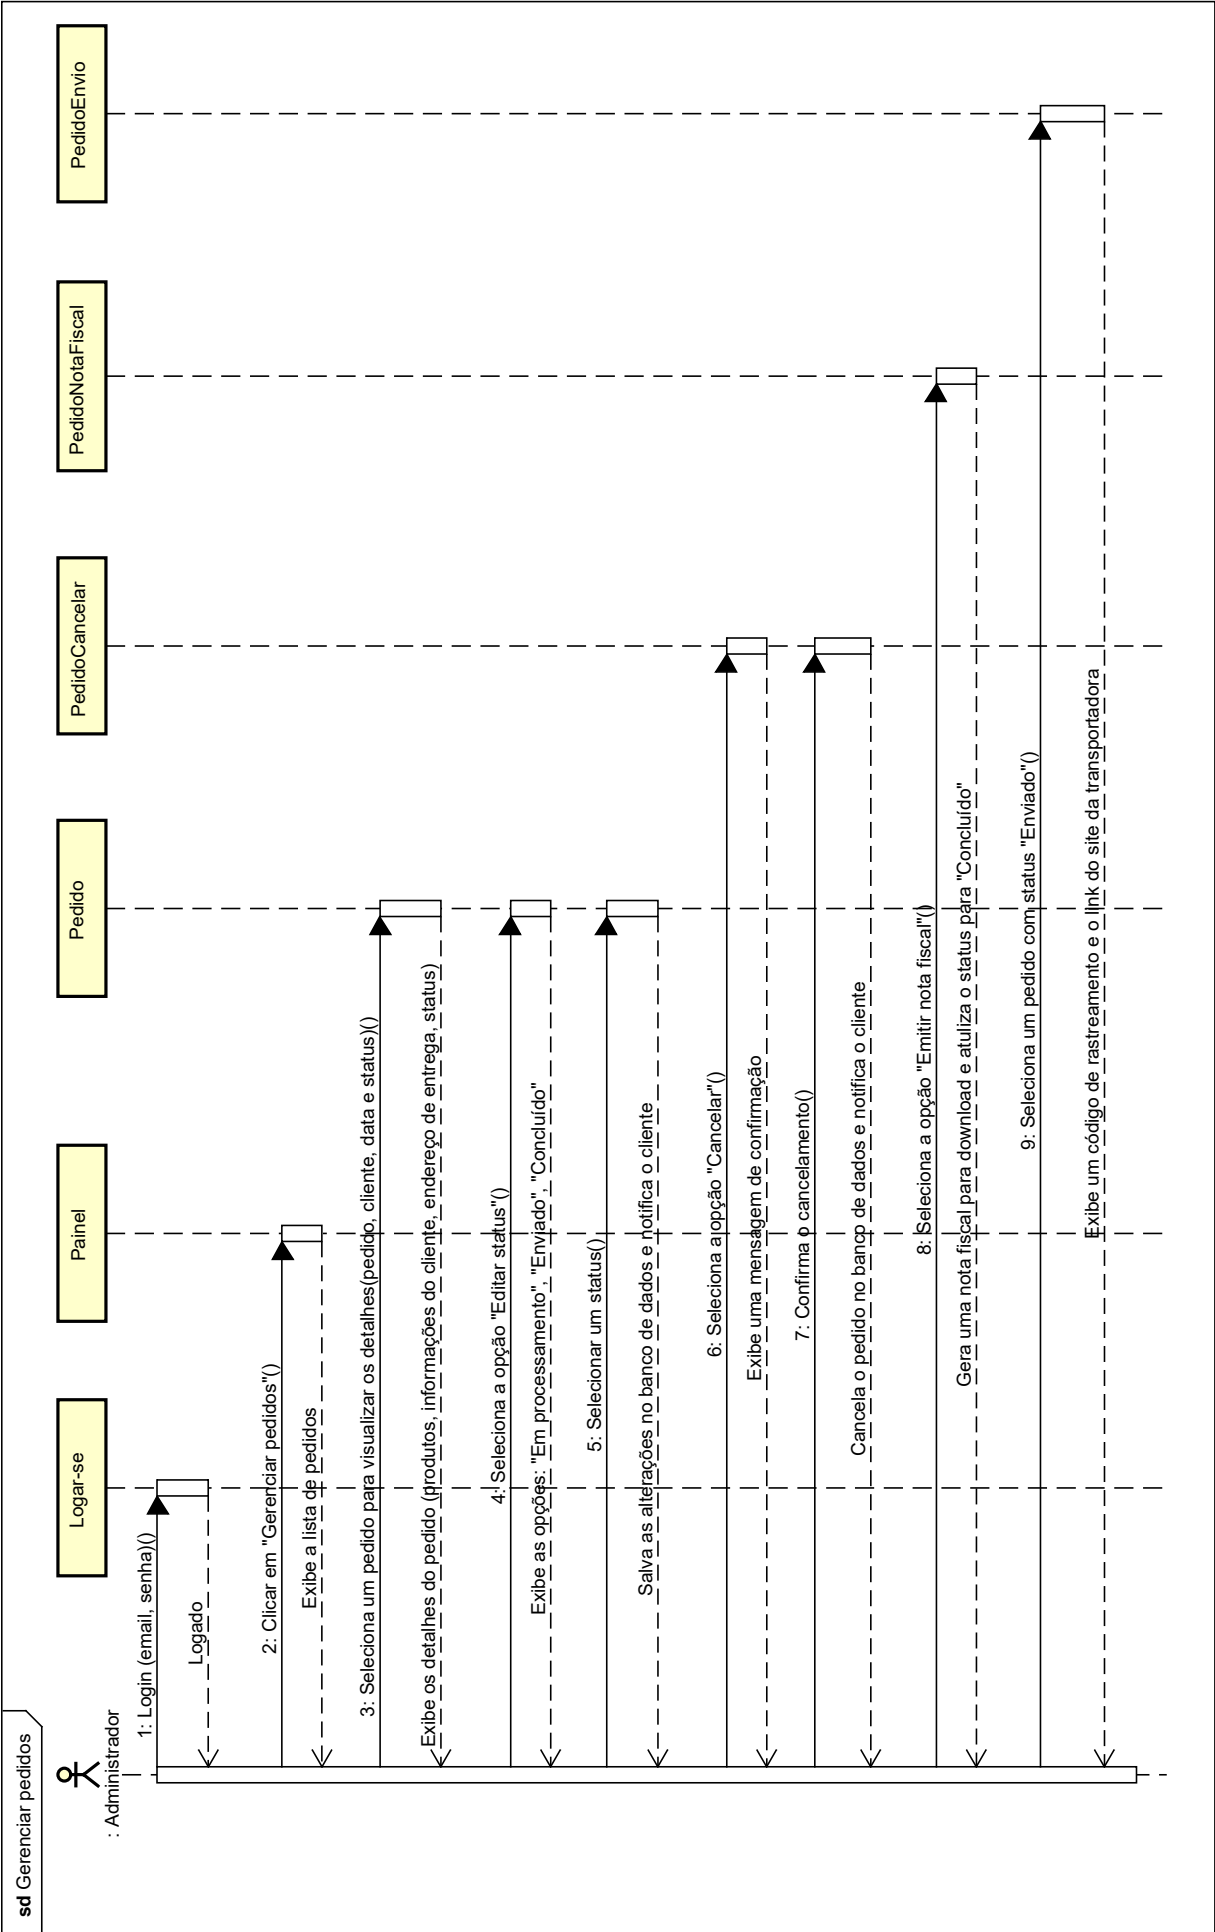 sd Gerenciar pedidos
: Administrador
Logar-se
Painel
Pedido
PedidoCancelar
PedidoNotaFiscal
PedidoEnvio
1: Login (email, senha)()
Logado
2: Clicar em "Gerenciar pedidos"()
Exibe a lista de pedidos
3: Seleciona um pedido para visualizar os detalhes(pedido, cliente, data e status)()
Exibe os detalhes do pedido (produtos, informações do cliente, endereço de entrega, status)
4: Seleciona a opção "Editar status"()
Exibe as opções: "Em processamento", "Enviado", "Concluído"
5: Selecionar um status()
Salva as alterações no banco de dados e notifica o cliente
6: Seleciona a opção "Cancelar"()
Exibe uma mensagem de confirmação
7: Confirma o cancelamento()
Cancela o pedido no banco de dados e notifica o cliente
8: Seleciona a opção "Emitir nota fiscal"()
Gera uma nota fiscal para download e atuliza o status para "Concluído"
9: Seleciona um pedido com status "Enviado"()
Exibe um código de rastreamento e o link do site da transportadora